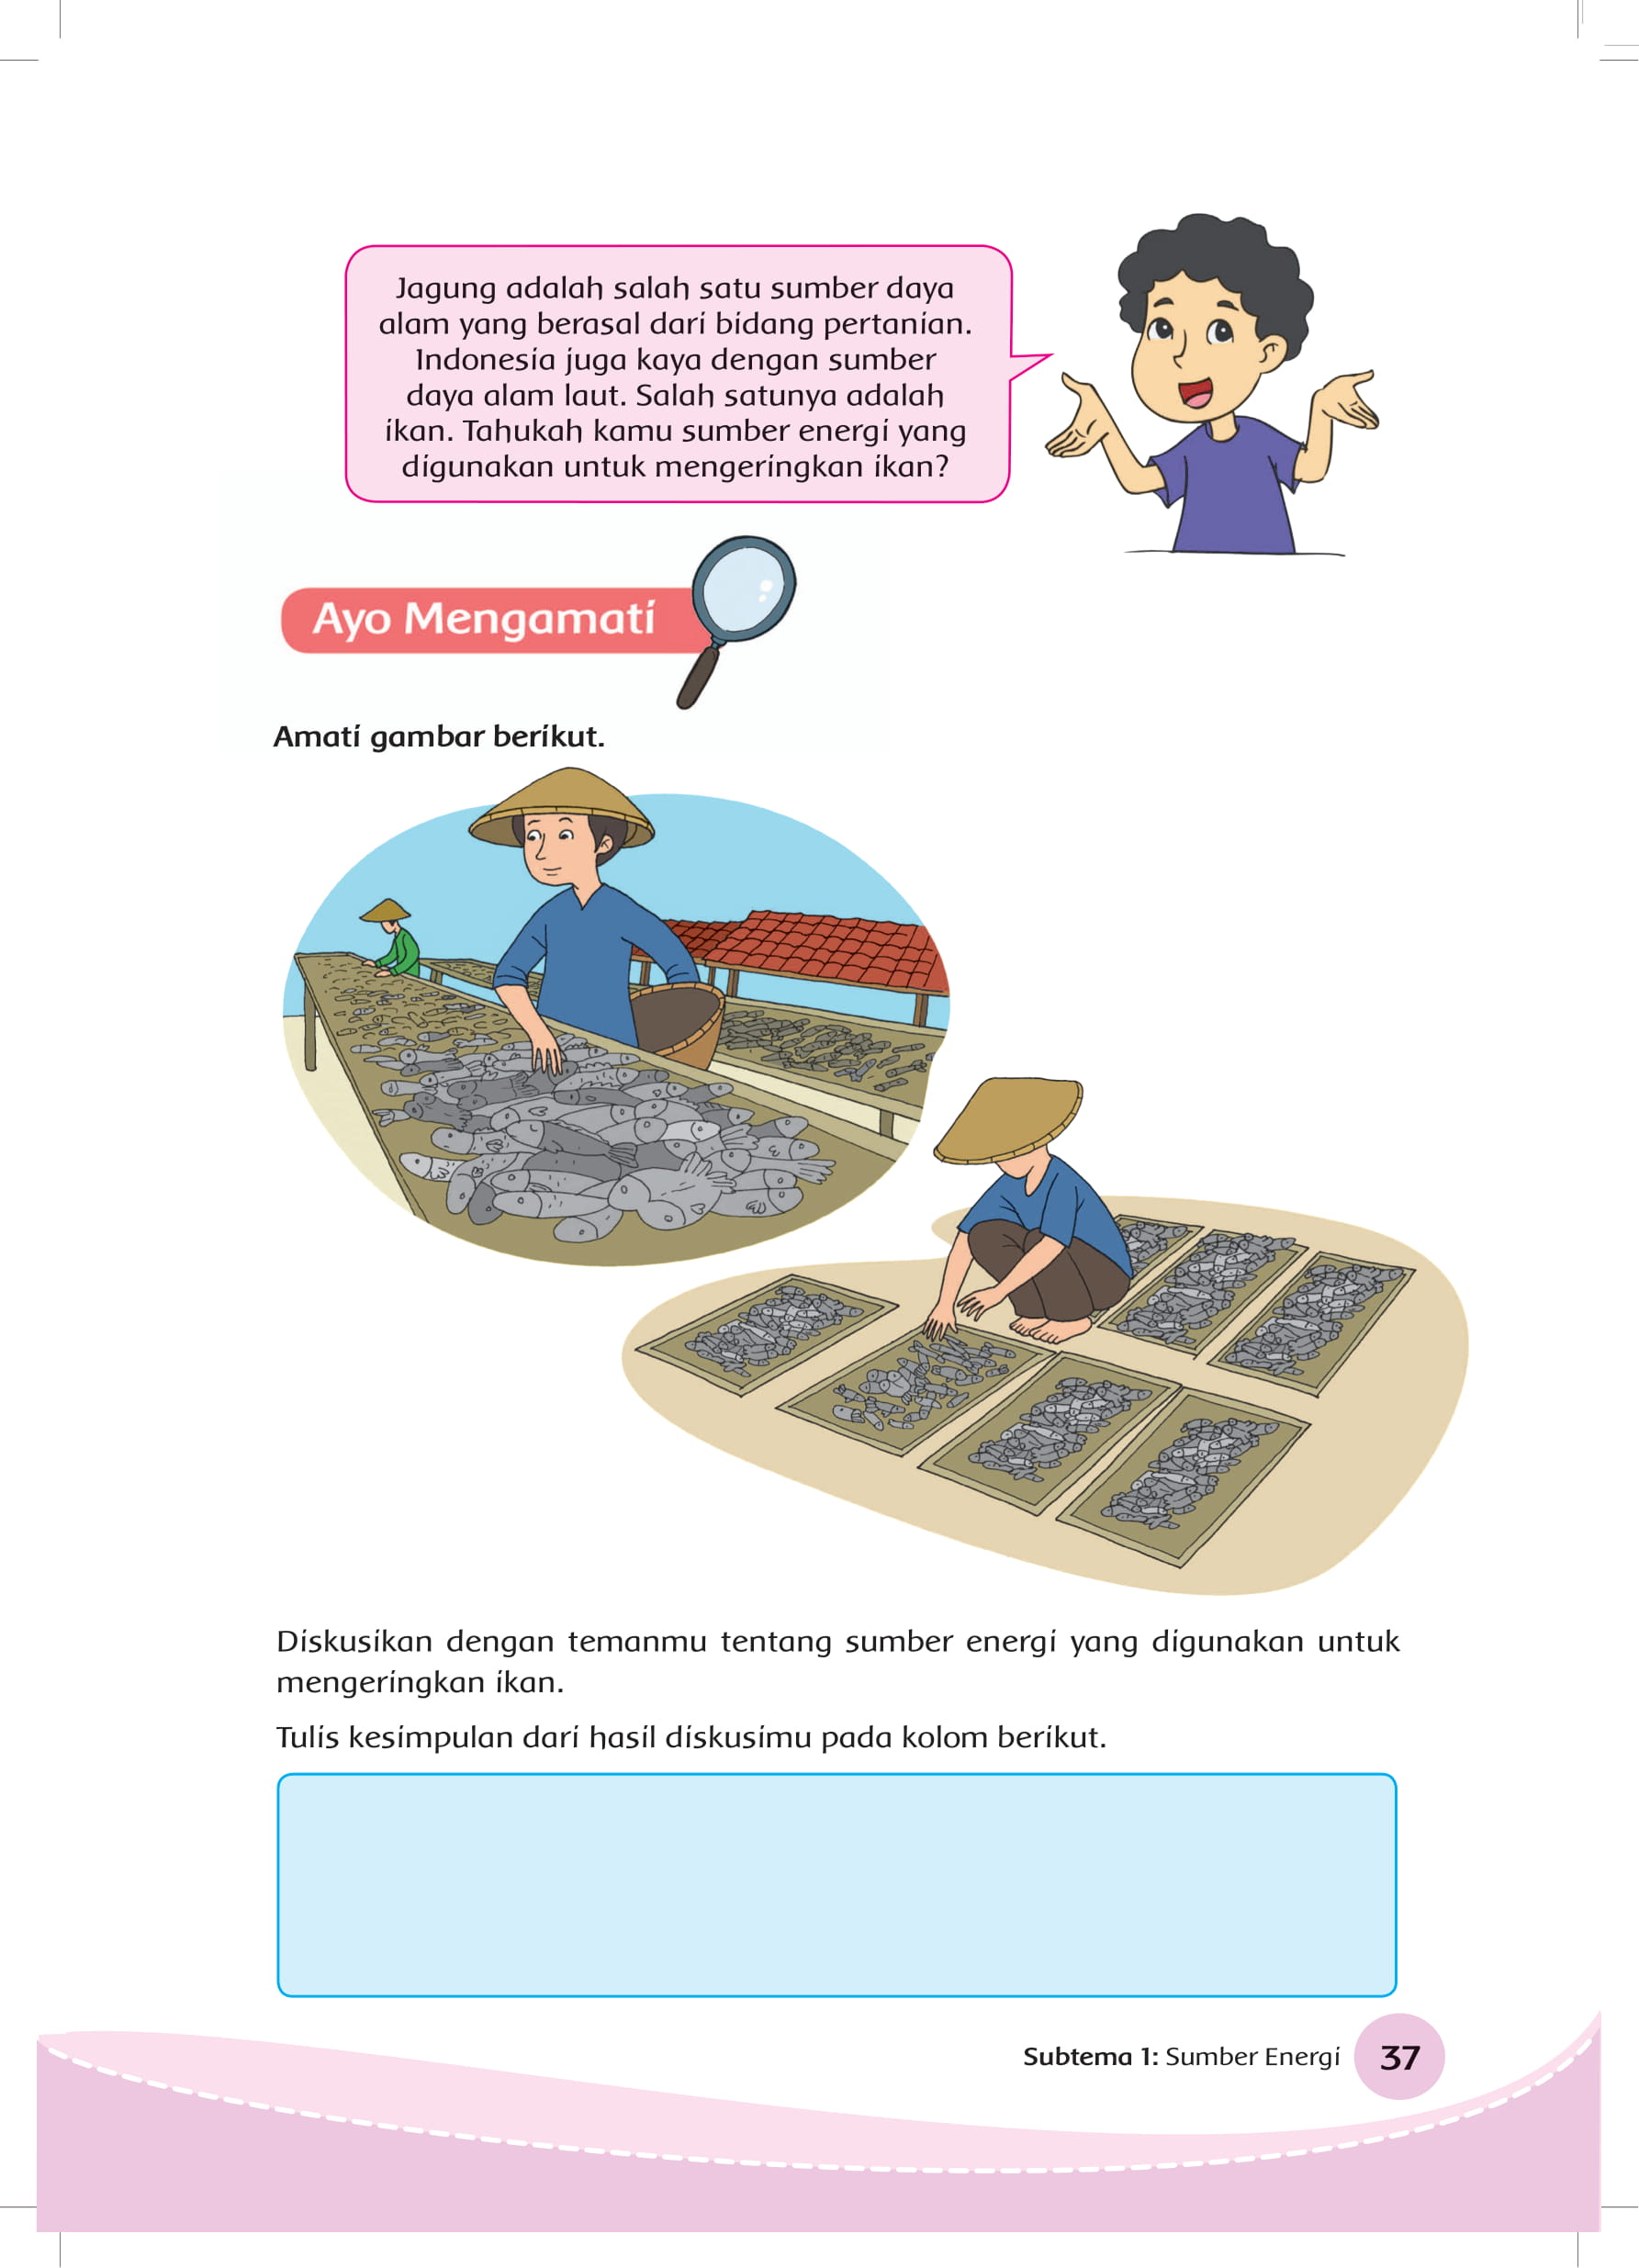 Jagung adalah salah satu sumber daya
alam yang berasal dari bidang pertanian.
Indonesia juga kaya dengan sumber
daya alam laut. Salah satunya adalah
ikan. Tahukah kamu sumber energi yang
digunakan untuk mengeringkan ikan?
Ayo Mengamati
Amati gambar berikut.
Diskusikan dengan temanmu tentang sumber energi yang digunakan untuk
mengeringkan ikan.
Tulis kesimpulan dari hasil diskusimu pada kolom berikut.
Subtema 1: Sumber Energi 37